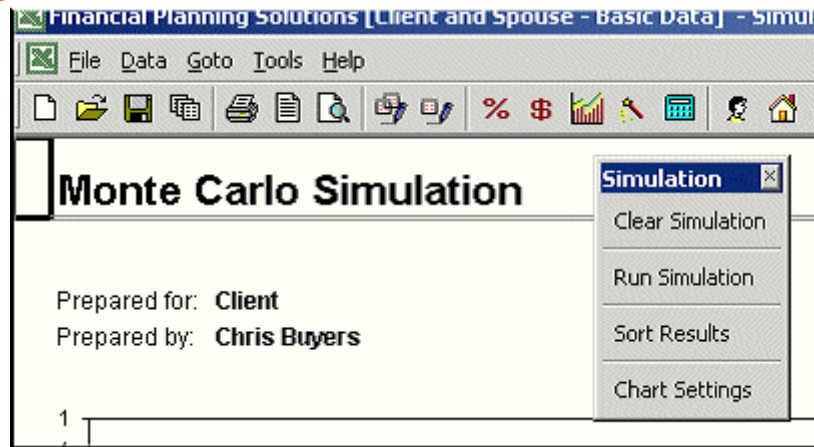 Financial Planning Solutions [Client and Spouse - Basic Data] - Simul
File Data Goto Tools Help
% $
Monte Carlo Simulation
Simulation
Clear Simulation
Run Simulation
Sort Results
Chart Settings
Prepared for: Client
Prepared by: Chris Buyers
1